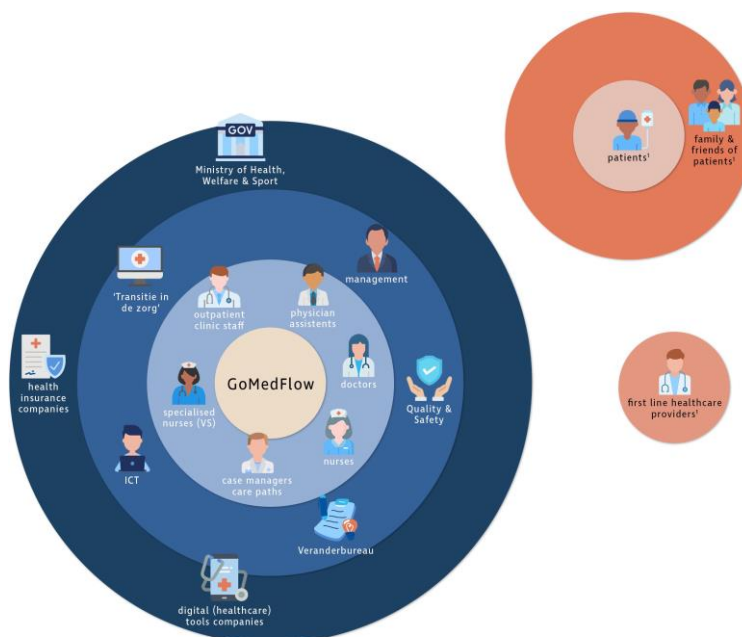 GOV
Ministry of Health,
Welfare & Sport
'Transitie in
de zorg'
management
outpatient
clinic staff
physician
assistents
health
insurance
companies
GoMedFlow
doctors
specialised
nurses (VS)
Quality &
Safety
nurses
case managers
care paths
ICT
Veranderbureau
digital (healthcare)
tools companies
patients¹
family &
friends of
patients¹
first line healthcare
providers¹